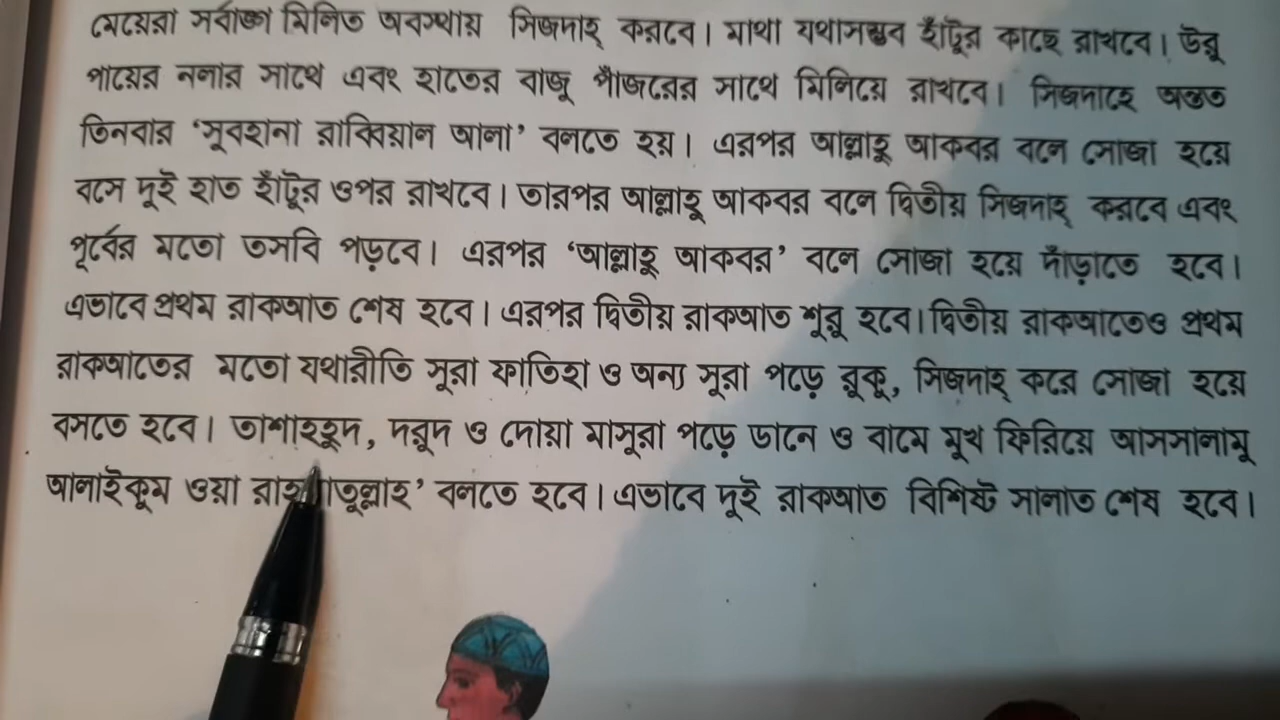 মেয়েরা সর্বাঙ্গ মিলিত অবস্থায় সিজদাহ্ করবে। মাথা যথাসম্ভব হাঁটুর কাছে রাখবে। উরু
পায়ের নলার সাথে এবং হাতের বাজু পাঁজরের সাথে মিলিয়ে রাখবে। সিজদাহে অন্তত
তিনবার ‘সুবহানা রাব্বিয়াল আলা’ বলতে হয়। এরপর আল্লাহু আকবর বলে সোজা হয়ে
বসে দুই হাত হাঁটুর ওপর রাখবে। তারপর আল্লাহু আকবর বলে দ্বিতীয় সিজদাহ্ করবে এবং
পূর্বের মতো তসবি পড়বে। এরপর ‘আল্লাহু আকবর’ বলে সোজা হয়ে দাঁড়াতে হবে।
এভাবে প্রথম রাকআত শেষ হবে। এরপর দ্বিতীয় রাকআত শুরু হবে। দ্বিতীয় রাকআতেও প্রথম
রাকআতের মতো যথারীতি সূরা ফাতিহা ও অন্য সূরা পড়ে রুকু, সিজদাহ্ করে সোজা হয়ে
বসতে হবে। তাশাহহুদ, দরুদ ও দোয়া মাসুরা পড়ে ডানে ও বামে মুখ ফিরিয়ে আসসালামু
আলাইকুম ওয়া রাহমাতুল্লাহ’ বলতে হবে। এভাবে দুই রাকআত বিশিষ্ট সালাত শেষ হবে।